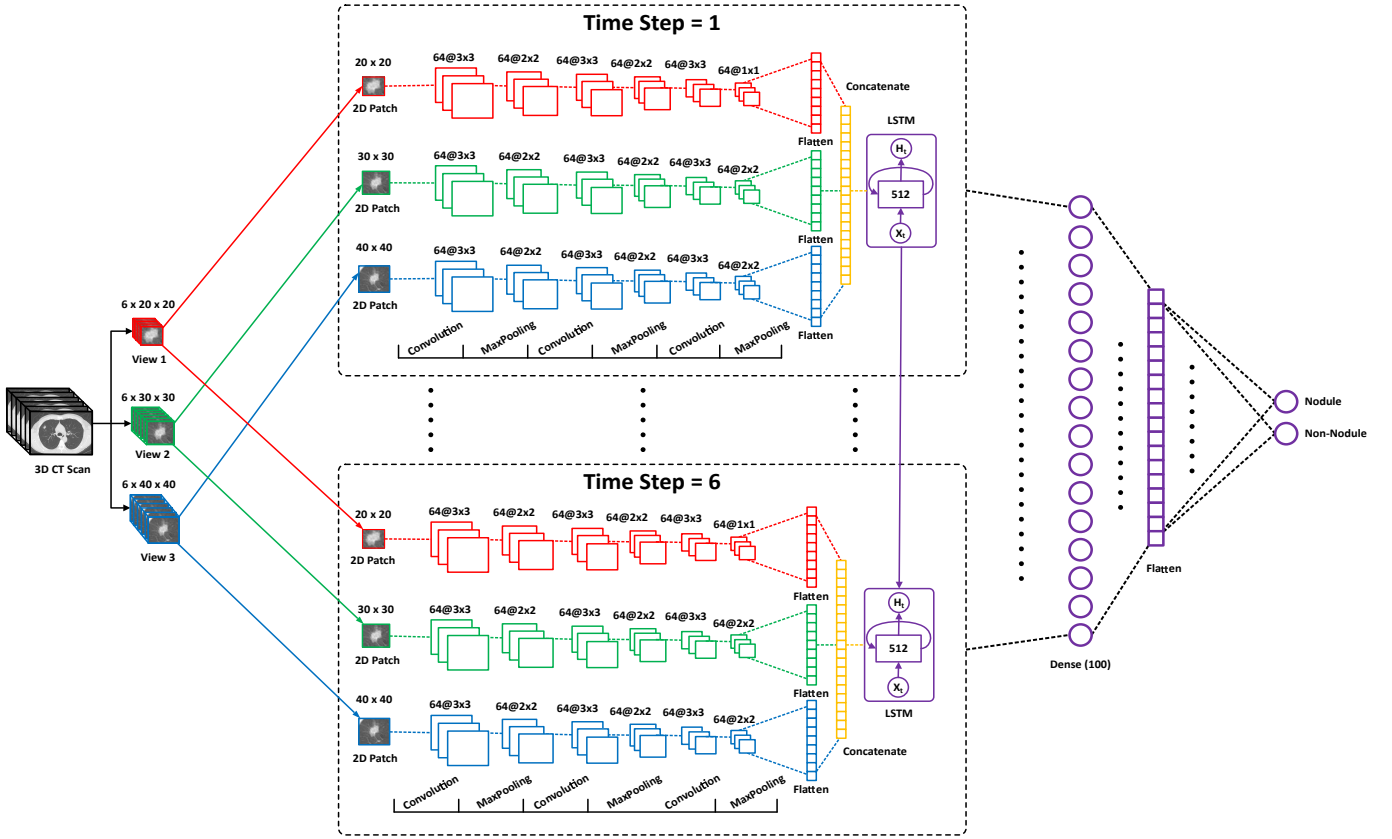 Time Step = 1
20 x 20
64@3x3
64@2x2
64@3x3
64@2x2
64@3x3
64@1x1
2D Patch
Concatenate
Flatten
LSTM
30 x 30
64@3x3
64@2x2
64@3x3
64@2x2
64@3x3
64@2x2
2D Patch
Flatten
Ht
512
Xt
40 x 40
64@3x3
64@2x2
64@3x3
64@2x2
64@3x3
64@2x2
2D Patch
Flatten
Convolution
MaxPooling
Convolution
MaxPooling
Convolution
MaxPooling
6 x 20 x 20
View 1
6 x 30 x 30
View 2
3D CT Scan
6 x 40 x 40
View 3
Time Step = 6
20 x 20
64@3x3
64@2x2
64@3x3
64@2x2
64@3x3
64@1x1
2D Patch
Flatten
30 x 30
64@3x3
64@2x2
64@3x3
64@2x2
64@3x3
64@2x2
2D Patch
Flatten
Ht
512
Xt
LSTM
40 x 40
64@3x3
64@2x2
64@3x3
64@2x2
64@3x3
64@2x2
2D Patch
Concatenate
Flatten
Convolution
MaxPooling
Convolution
MaxPooling
Convolution
MaxPooling
Dense (100)
Flatten
Nodule
Non-Nodule